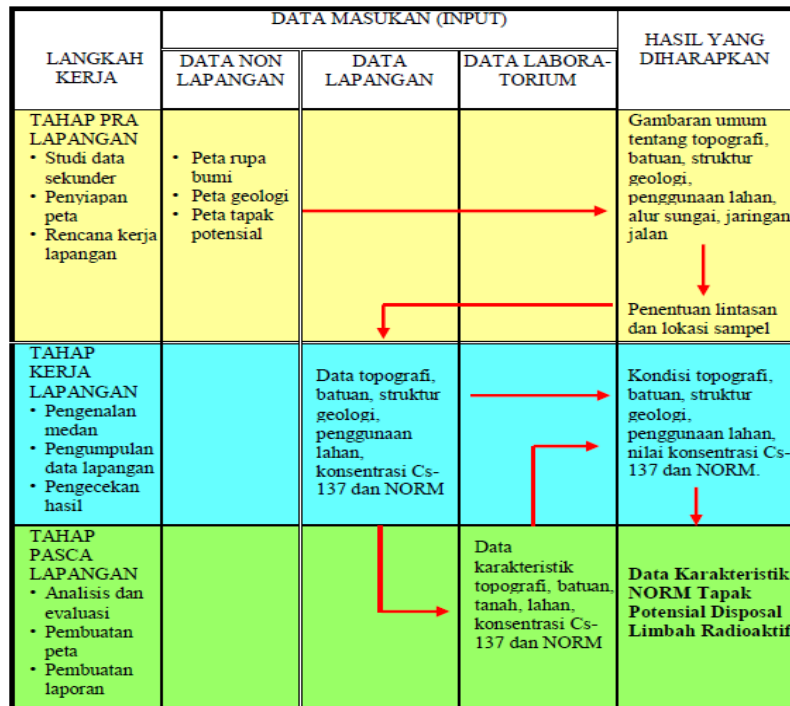 DATA MASUKAN (INPUT)
LANGKAH
KERJA
DATA NON
LAPANGAN
DATA
LAPANGAN
DATA LABORA-
TORIUM
HASIL YANG
DIHARAPKAN
TAHAP PRA
LAPANGAN
• Studi data
sekunder
• Penyiapan
peta
• Rencana kerja
lapangan
• Peta rupa
bumi
• Peta geologi
• Peta tapak
potensial
Gambaran umum
tentang topografi,
batuan, struktur
geologi,
penggunaan lahan,
alur sungai, jaringan
jalan
Penentuan lintasan
dan lokasi sampel
TAHAP
KERJA
LAPANGAN
• Pengenalan
medan
• Pengumpulan
data lapangan
• Pengecekan
hasil
Data topografi,
batuan, struktur
geologi,
penggunaan
lahan,
konsentrasi Cs-
137 dan NORM
Kondisi topografi,
batuan, struktur
geologi,
penggunaan lahan,
nilai konsentrasi Cs-
137 dan NORM.
TAHAP
PASCA
LAPANGAN
• Analisis dan
evaluasi
• Pembuatan
peta
• Pembuatan
laporan
Data
karakteristik
topografi, batuan,
tanah, lahan,
konsentrasi Cs-
137 dan NORM
Data Karakteristik
NORM Tapak
Potensial Disposal
Limbah Radioaktif